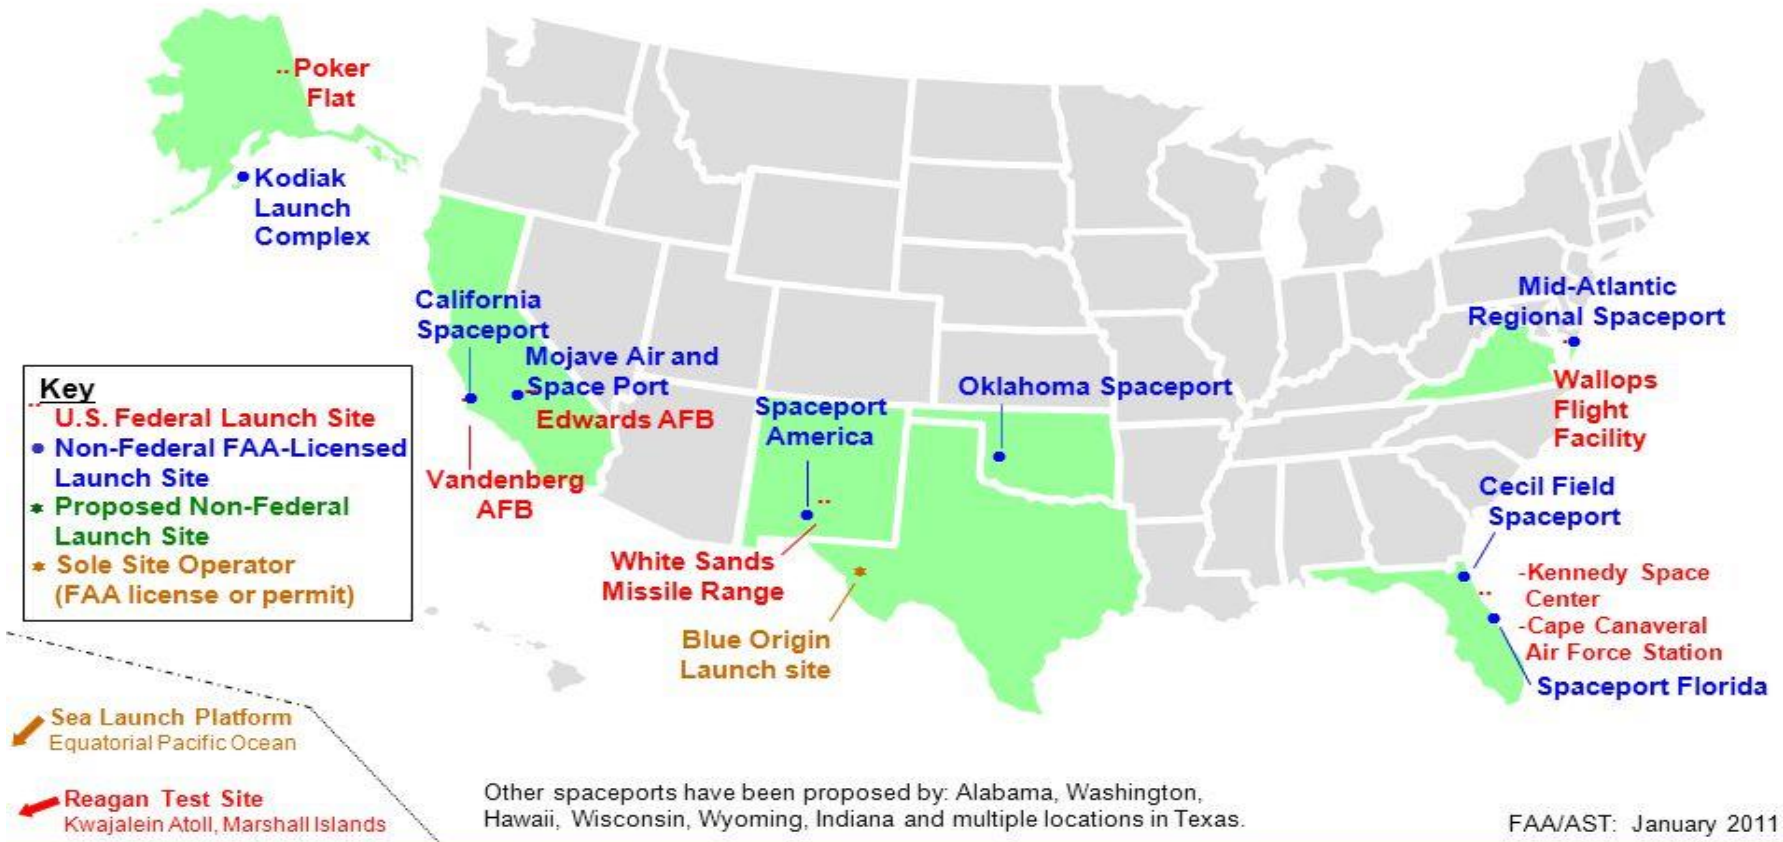 Poker
Flat
Kodiak
Launch
Complex
California
Spaceport
Mojave Air and
Space Port
Edwards AFB
Vandenberg
AFB
Spaceport
America
White Sands
Missile Range
Oklahoma Spaceport
Blue Origin
Launch site
Mid-Atlantic
Regional Spaceport
Wallops
Flight
Facility
Cecil Field
Spaceport
-Kennedy Space
Center
-Cape Canaveral
Air Force Station
Spaceport Florida
Key
U.S. Federal Launch Site
Non-Federal FAA-Licensed
Launch Site
Proposed Non-Federal
Launch Site
Sole Site Operator
(FAA license or permit)
Sea Launch Platform
Equatorial Pacific Ocean
Reagan Test Site
Kwajalein Atoll, Marshall Islands
Other spaceports have been proposed by: Alabama, Washington,
Hawaii, Wisconsin, Wyoming, Indiana and multiple locations in Texas.
FAA/AST: January 2011